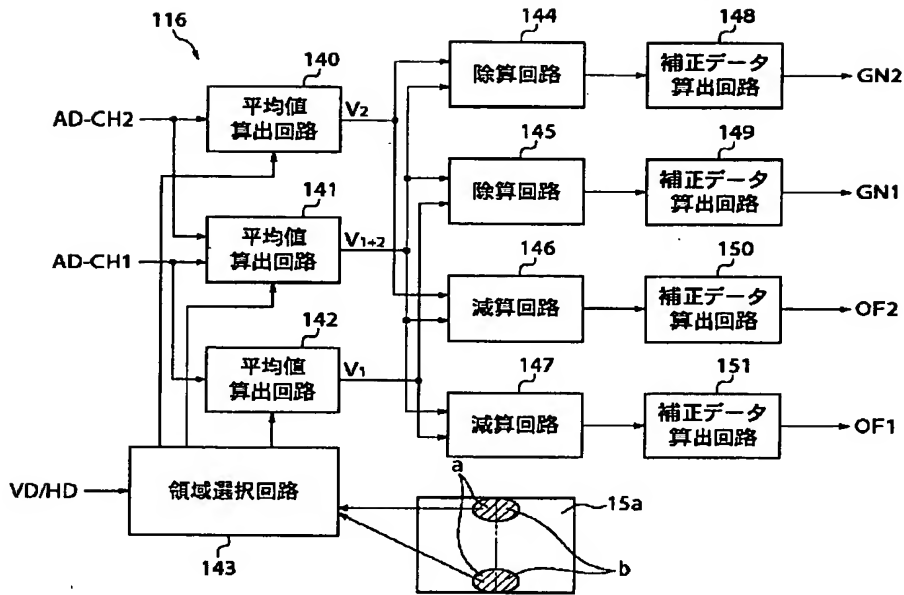 116
144
148
140
除算回路
補正データ
算出回路
GN2
AD-CH2
平均値
算出回路
V2
145
149
141
除算回路
補正データ
算出回路
GN1
AD-CH1
平均値
算出回路
V1+2
146
150
142
減算回路
補正データ
算出回路
OF2
平均値
算出回路
V1
147
151
減算回路
補正データ
算出回路
OF1
VD/HD
領域選択回路
143
a
15a
b